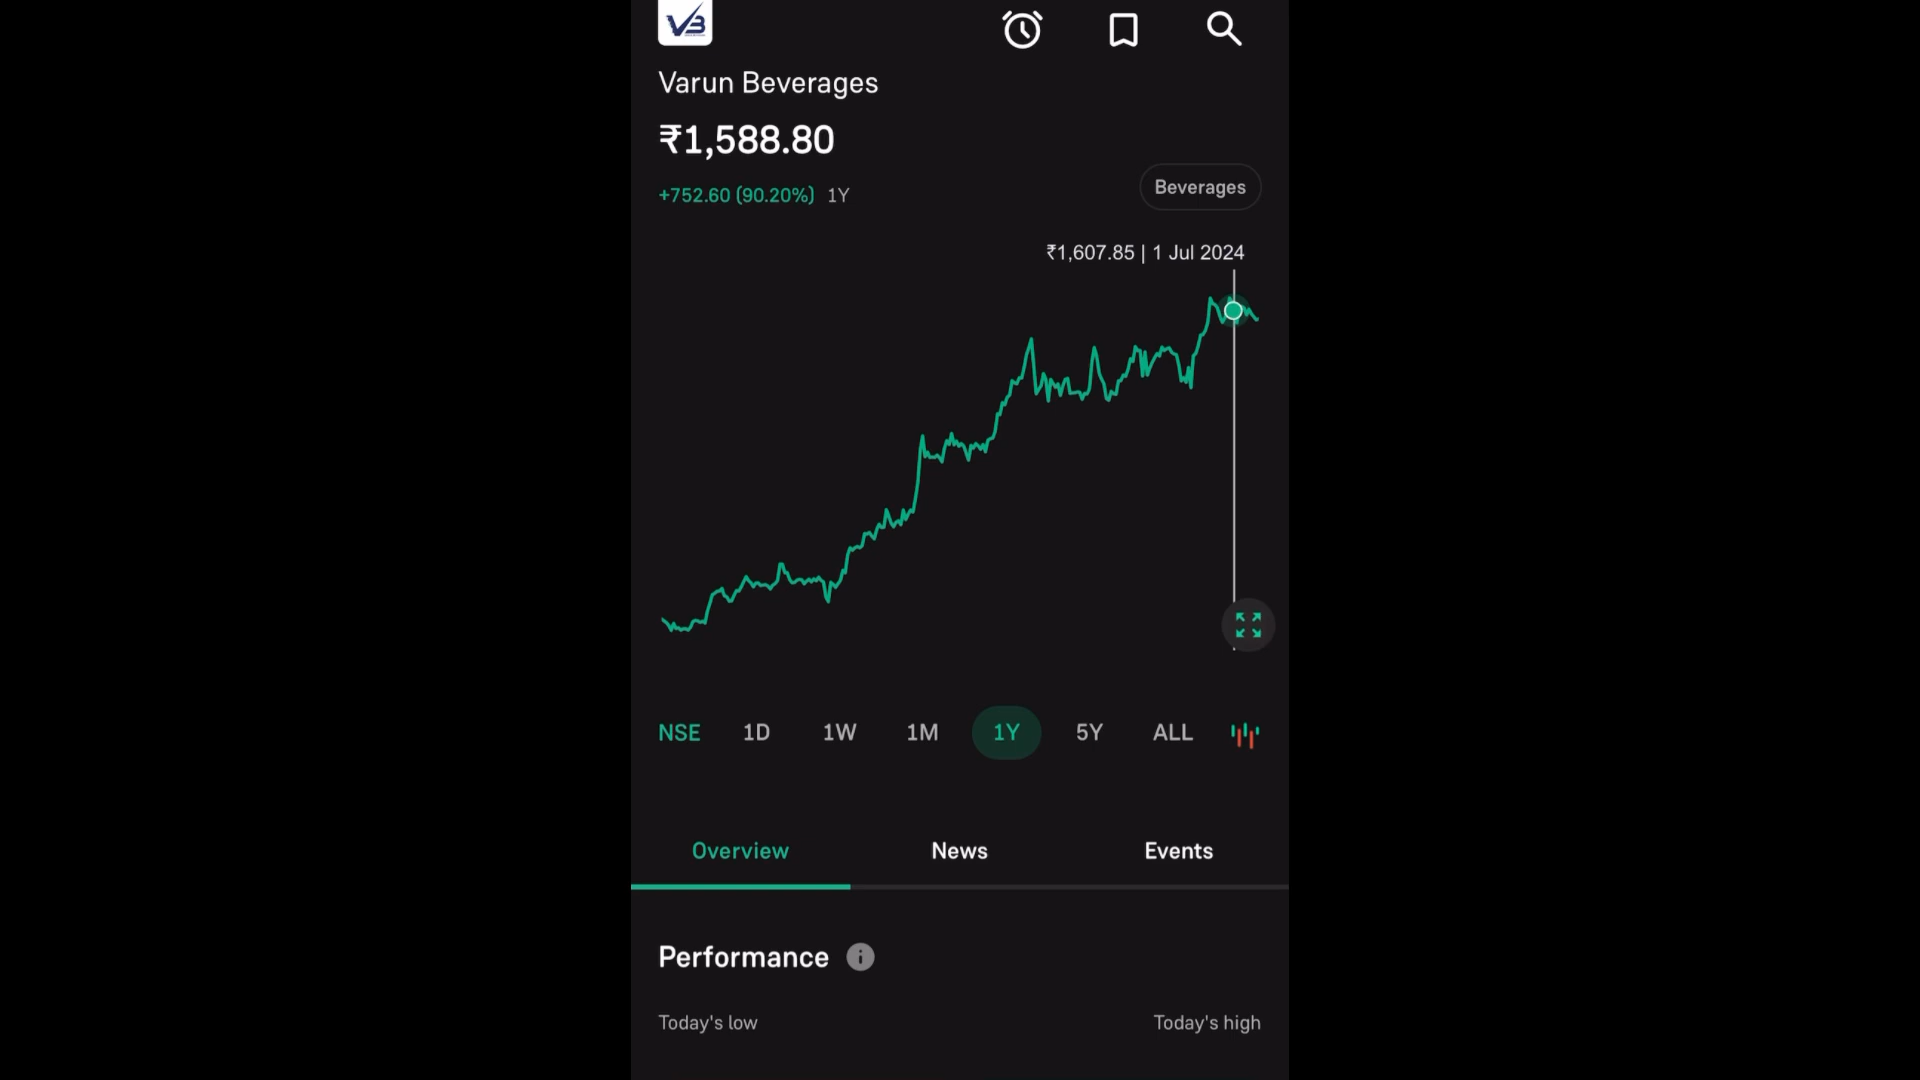 VB
Varun Beverages
₹1,588.80
+752.60 (90.20%) 1Y
Beverages
₹1,607.85 | 1 Jul 2024
NSE 1D 1W 1M 1Y 5Y ALL
Overview News Events
Performance
Today's low Today's high